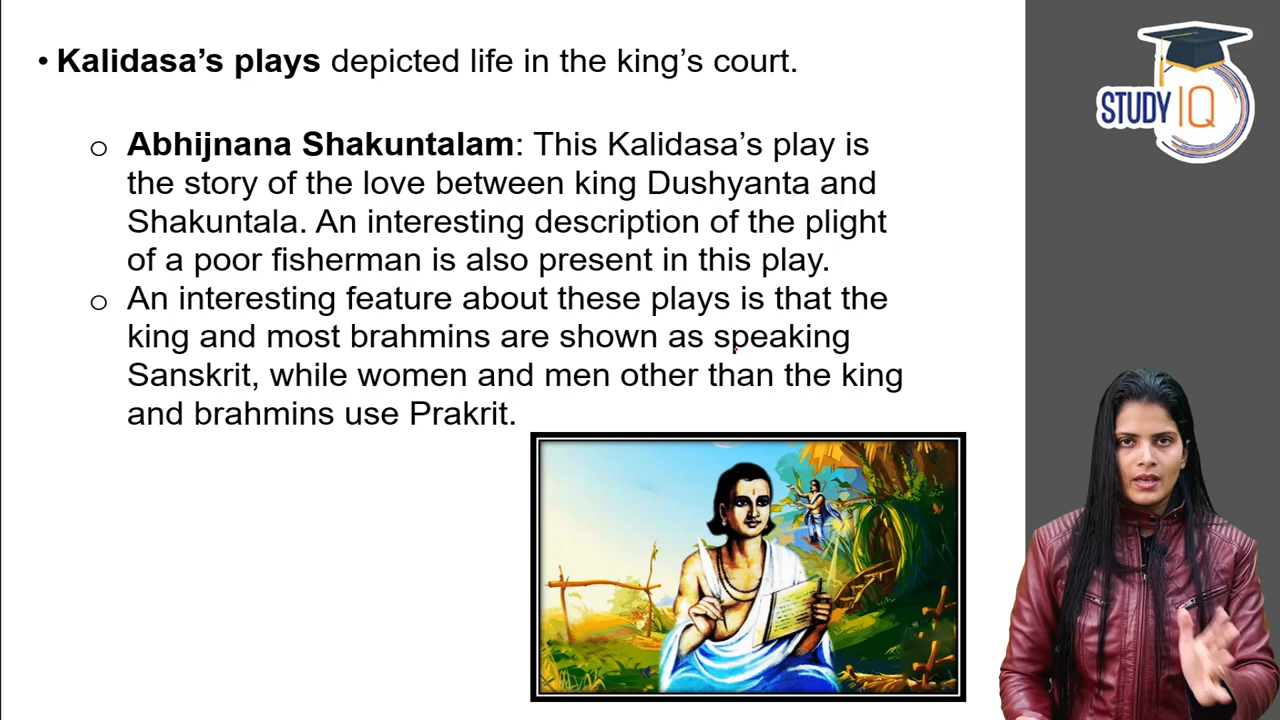 • Kalidasa’s plays depicted life in the king’s court.
o Abhijnana Shakuntalam: This Kalidasa’s play is
the story of the love between king Dushyanta and
Shakuntala. An interesting description of the plight
of a poor fisherman is also present in this play.
o An interesting feature about these plays is that the
king and most brahmins are shown as speaking
Sanskrit, while women and men other than the king
and brahmins use Prakrit.
STUDY IQ